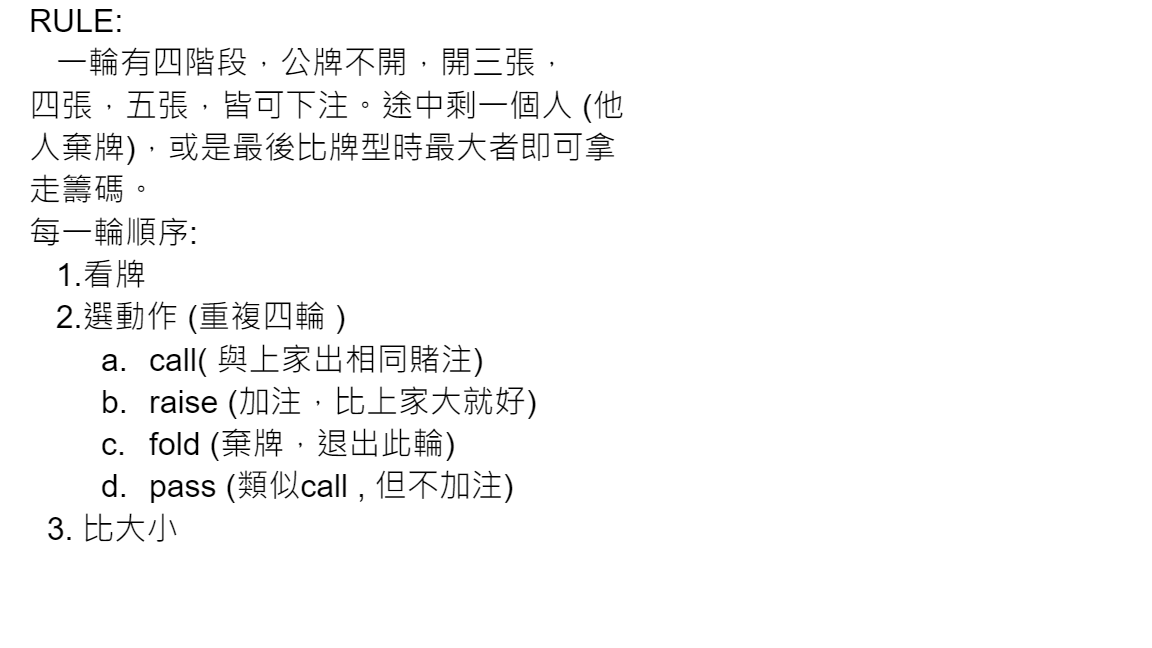 RULE:
一輪有四階段，公牌不開，開三張，
四張，五張，皆可下注。途中剩一個人 (他
人棄牌)，或是最後比牌型時最大者即可拿
走籌碼。
每一輪順序:
1.看牌
2.選動作 (重複四輪 )
a. call( 與上家出相同賭注)
b. raise (加注，比上家大就好)
c. fold (棄牌，退出此輪)
d. pass (類似call , 但不加注)
3. 比大小